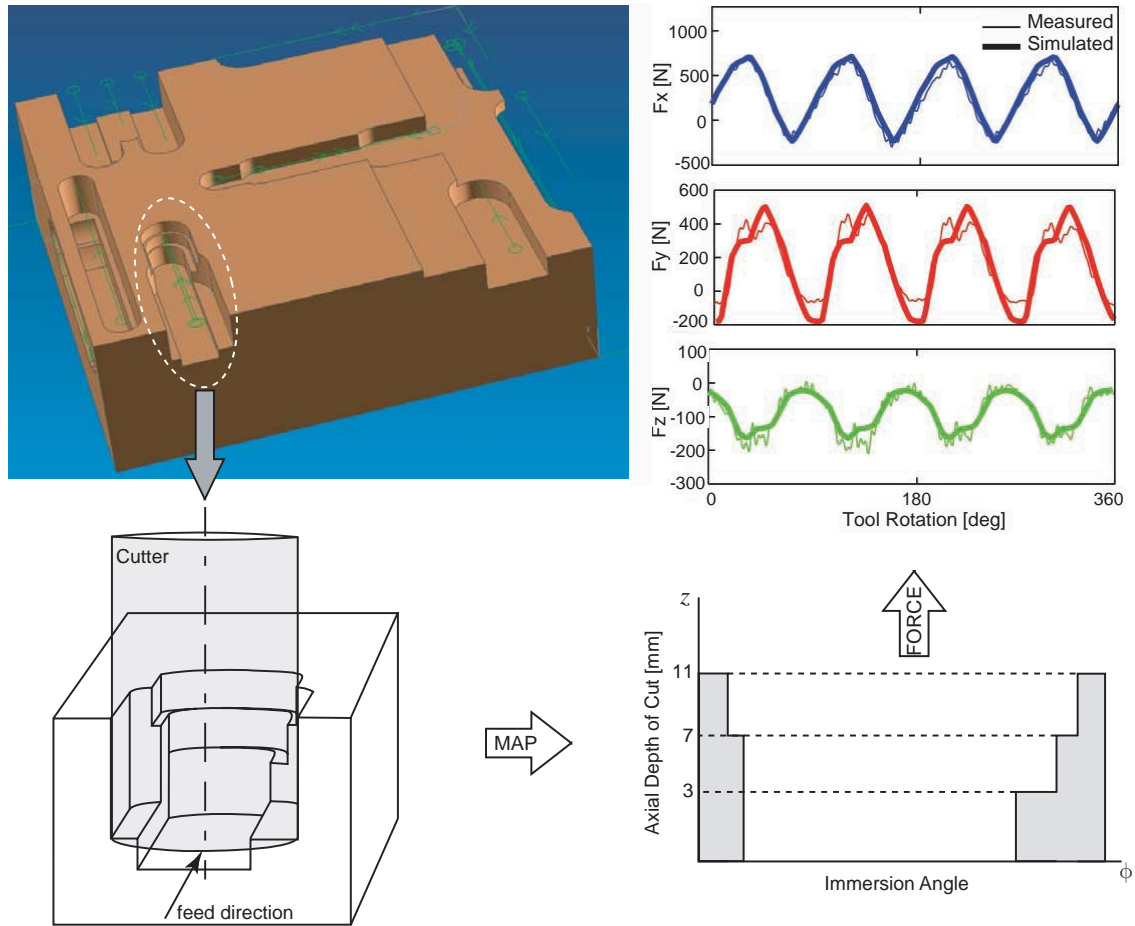 Measured
Simulated
Fx [N]
1000
500
0
-500
Fy [N]
600
400
200
0
-200
Fz [N]
100
0
-100
-200
-300
0
180
360
Tool Rotation [deg]
Cutter
feed direction
MAP
FORCE
z
Axial Depth of Cut [mm]
11
7
3
Immersion Angle
ϕ